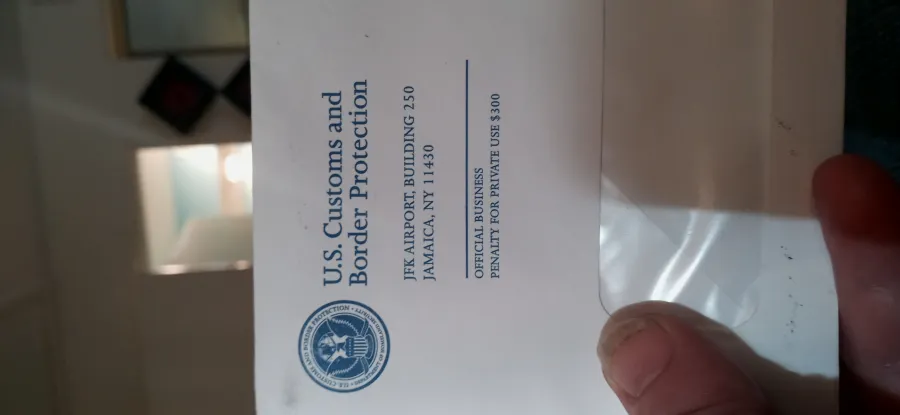 U.S. Customs and
Border Protection
JFK AIRPORT, BUILDING 250
JAMAICA, NY 11430
OFFICIAL BUSINESS
PENALTY FOR PRIVATE USE $300